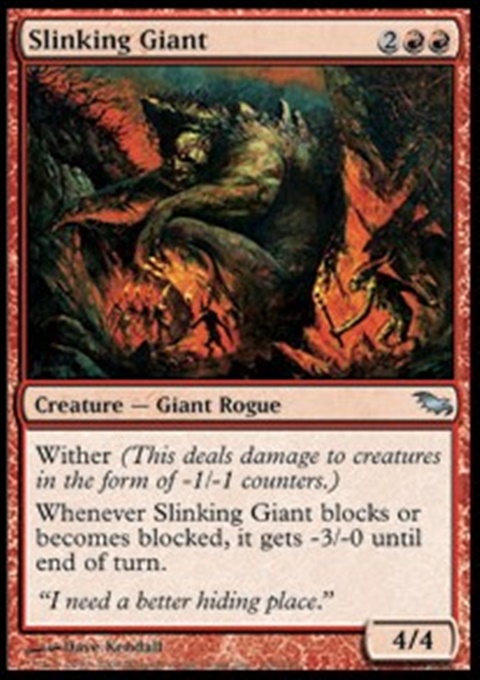 Slinking Giant 2
Creature — Giant Rogue
Wither (This deals damage to creatures
in the form of -1/-1 counters.)
Whenever Slinking Giant blocks or
becomes blocked, it gets -3/-0 until
end of turn.
“I need a better hiding place.”
4/4
Dave Kendall